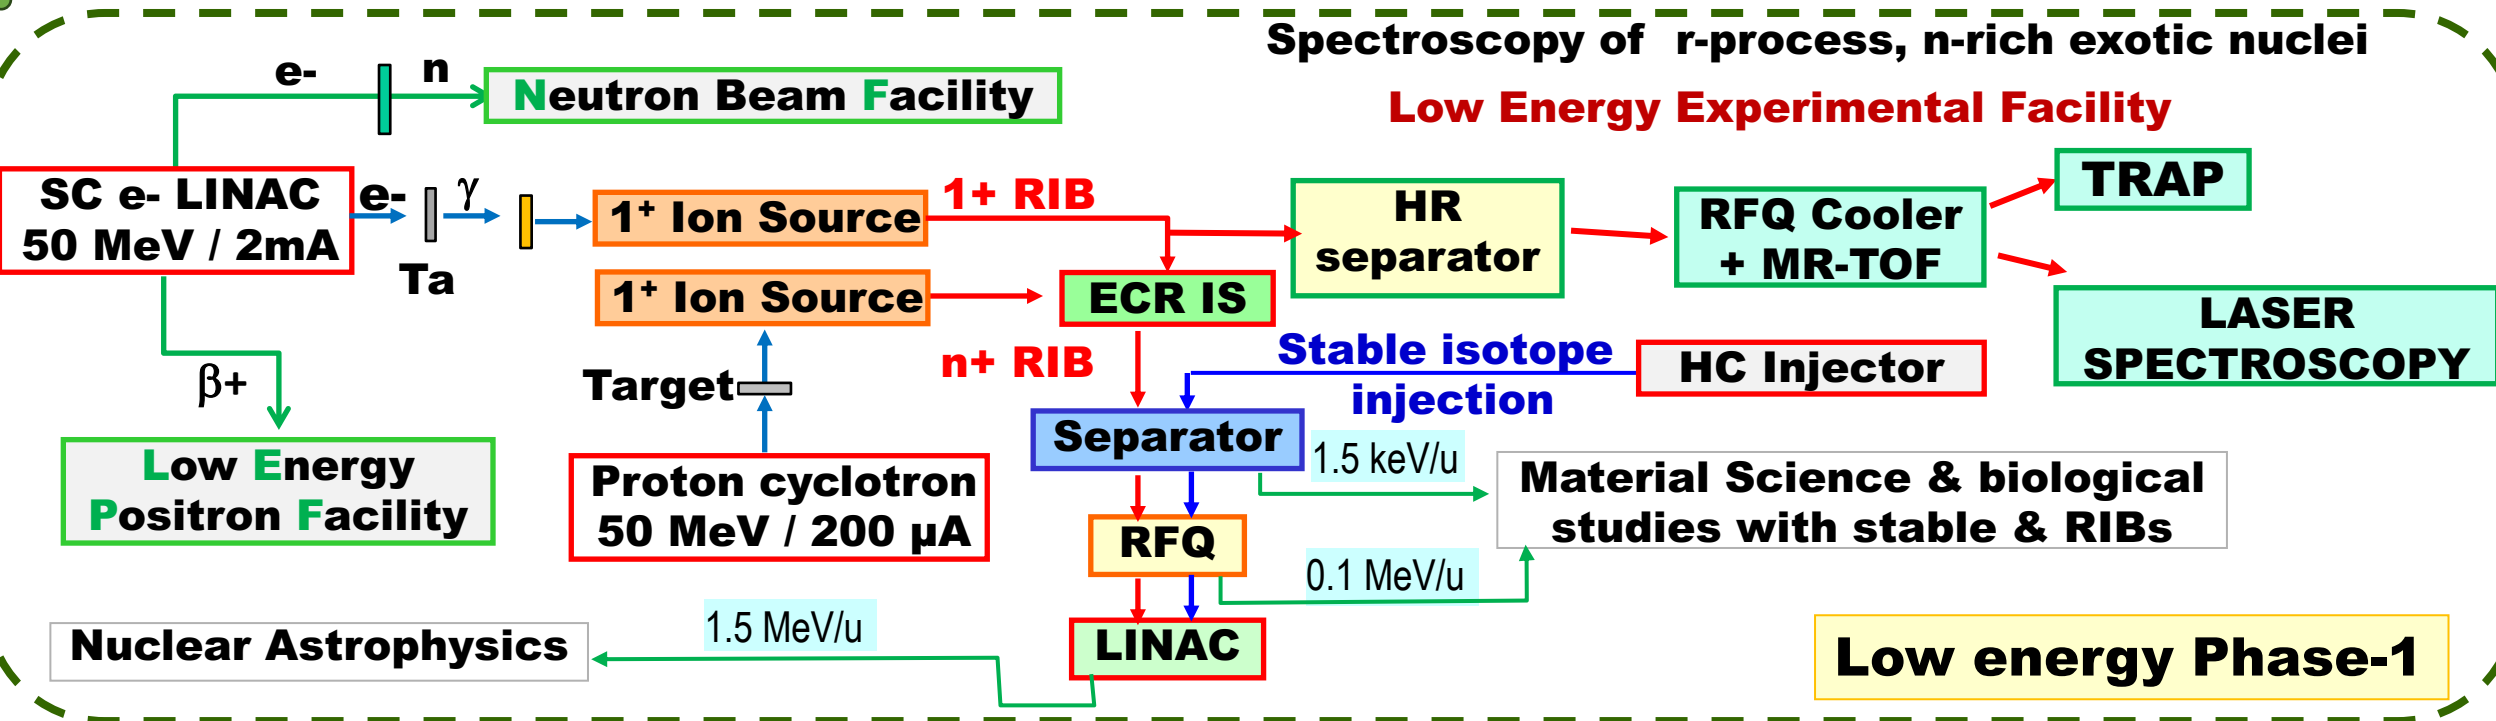 Spectroscopy of r-process, n-rich exotic nuclei
Low Energy Experimental Facility
e-
n
Neutron Beam Facility
SC e- LINAC
50 MeV / 2mA
e-
γ
Ta
1+ Ion Source
1+ RIB
HR
separator
RFQ Cooler
+ MR-TOF
TRAP
LASER
SPECTROSCOPY
1+ Ion Source
ECR IS
n+ RIB
Stable isotope
injection
HC Injector
β+
Target
Low Energy
Positron Facility
Proton cyclotron
50 MeV / 200 µA
Separator
1.5 keV/u
Material Science & biological
studies with stable & RIBs
RFQ
0.1 MeV/u
Nuclear Astrophysics
1.5 MeV/u
LINAC
Low energy Phase-1